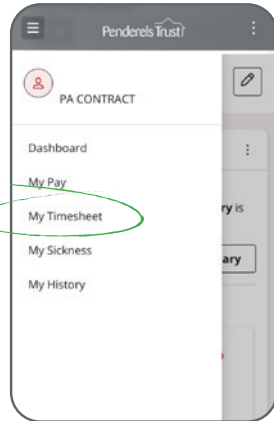 Penderels Trust
PA CONTRACT
Dashboard
My Pay
My Timesheet
My Sickness
My History
ry is
ary